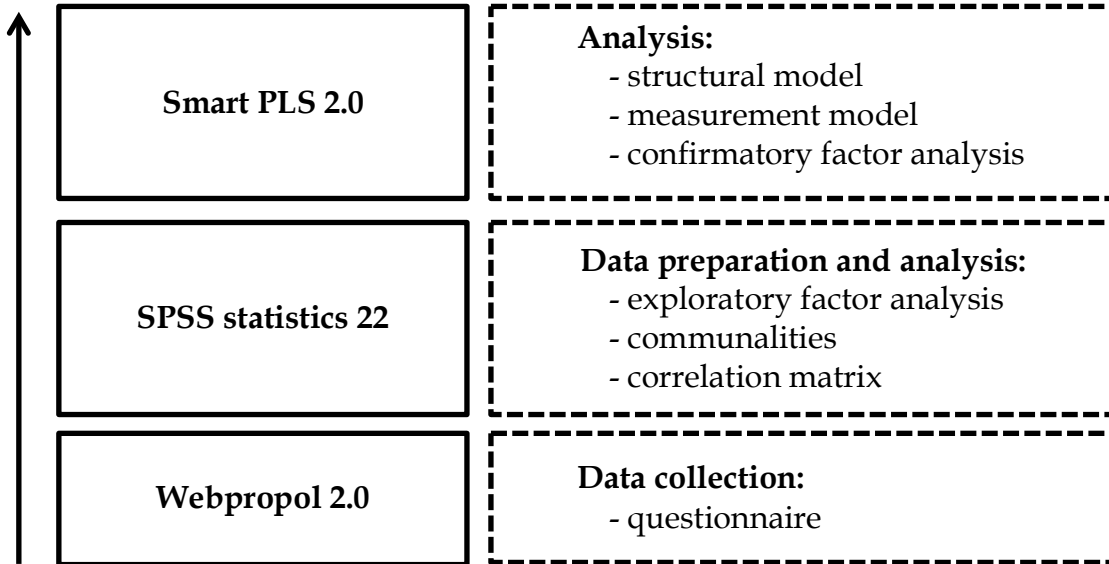 Smart PLS 2.0
Analysis:
- structural model
- measurement model
- confirmatory factor analysis
SPSS statistics 22
Data preparation and analysis:
- exploratory factor analysis
- communalities
- correlation matrix
Webpropol 2.0
Data collection:
- questionnaire